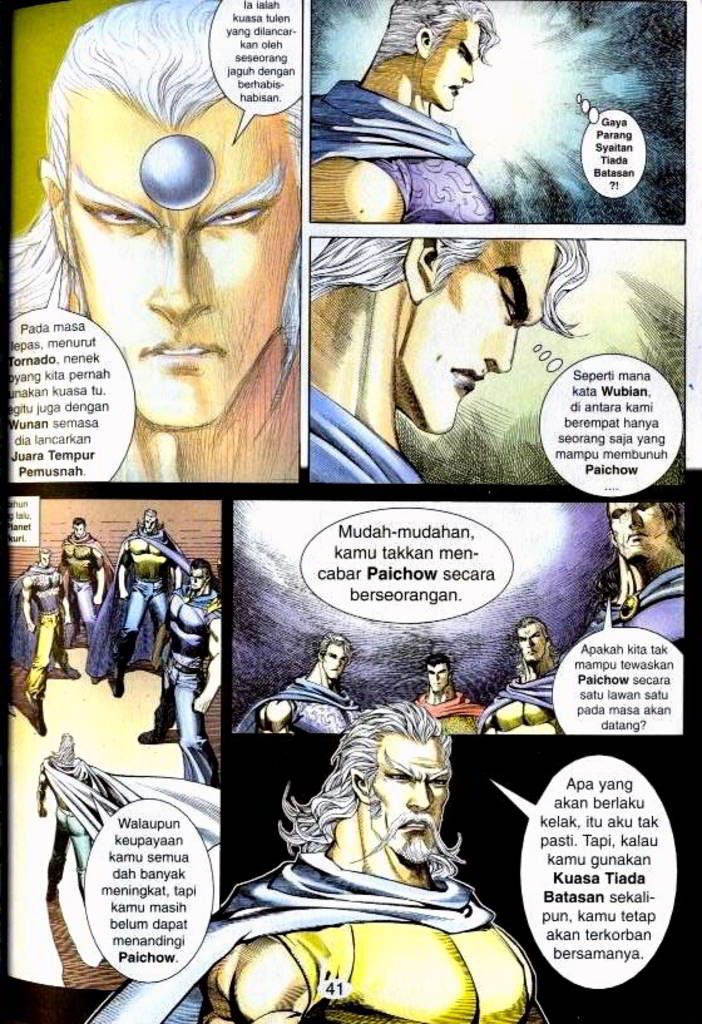 Ia ialah
kuasa tulen
yang dilancar-
kan oleh
seseorang
jaguh dengan
berhabis-
habisan.
Pada masa
lepas, menurut
Tornado, nenek
kita pernah
kuasa tu.
juga dengan
Wunan semasa
dia lancarkan
Juara Tempur
Pemusnah.
Gaya
Parang
Syaitan
Tiada
Batasan
?!
Seperti mana
kata Wubian,
di antara kami
berempat hanya
seorang saja yang
mampu membunuh
Paichow
....
lalu,
Mudah-mudahan,
kamu takkan men-
cabar Paichow secara
berseorangan.
Apakah kita tak
mampu tewaskan
Paichow secara
satu lawan satu
pada masa akan
datang?
Walaupun
keupayaan
kamu semua
dah banyak
meningkat, tapi
kamu masih
belum dapat
menandingi
Paichow.
Apa yang
akan berlaku
kelak, itu aku tak
pasti. Tapi, kalau
kamu gunakan
Kuasa Tiada
Batasan sekali-
pun, kamu tetap
akan terkorban
bersamanya.
41